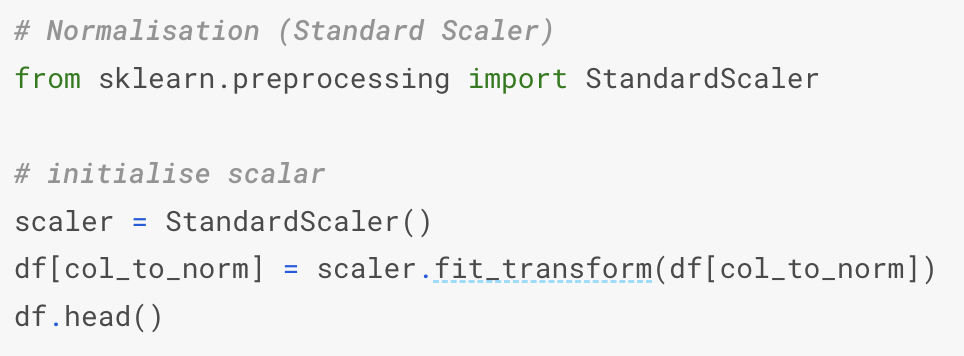 # Normalisation (Standard Scaler)
from sklearn.preprocessing import StandardScaler
# initialise scalar
scaler = StandardScaler()
df[col_to_norm] = scaler.fit_transform(df[col_to_norm])
df.head()